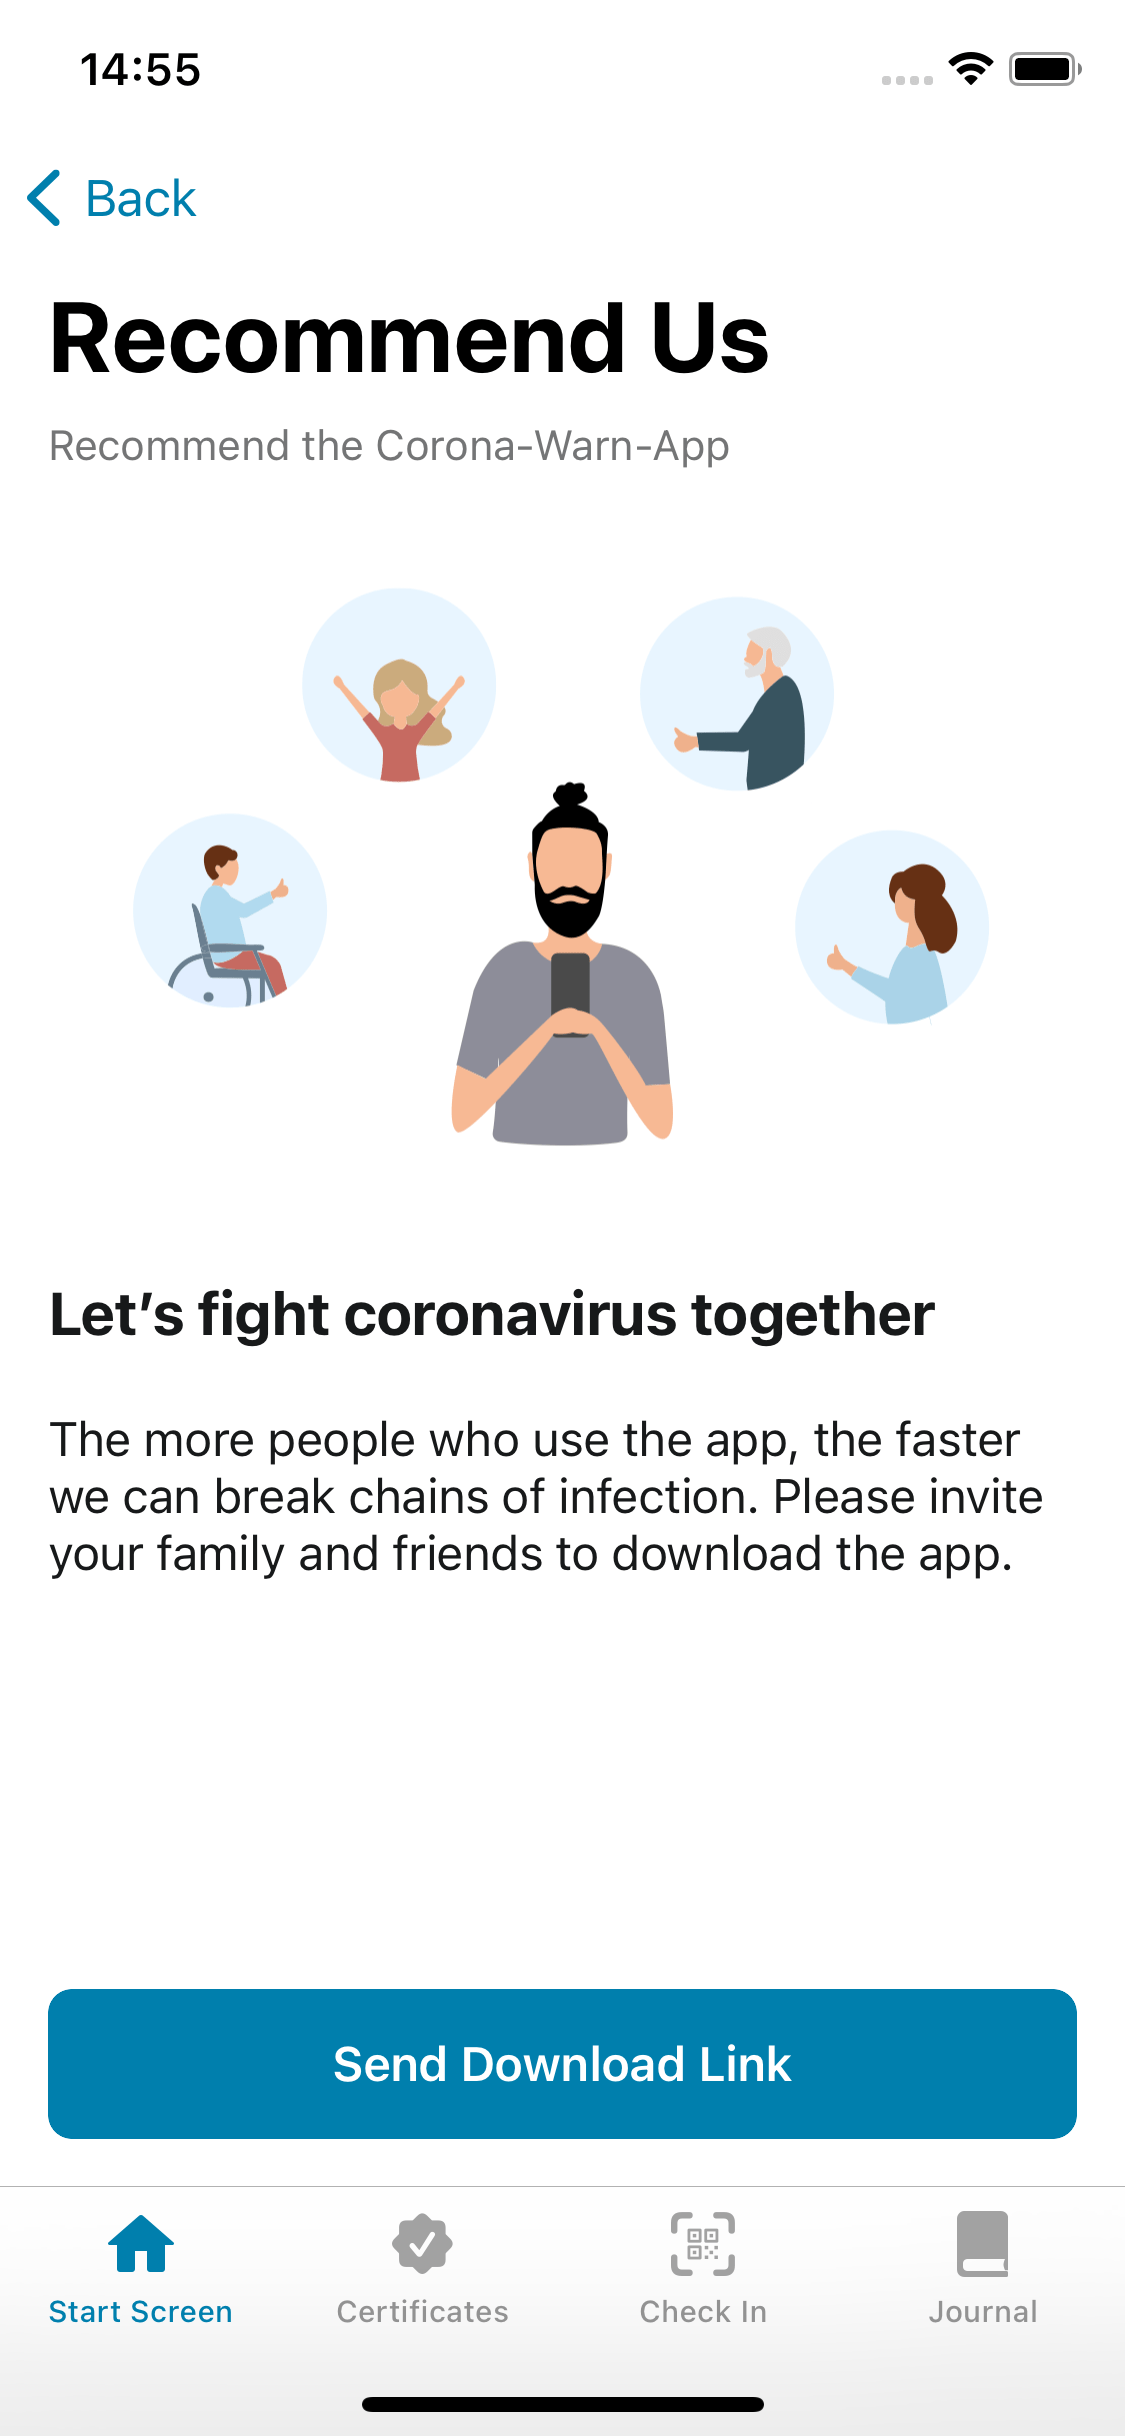 14:55
Back
Recommend Us
Recommend the Corona-Warn-App
Let’s fight coronavirus together
The more people who use the app, the faster
we can break chains of infection. Please invite
your family and friends to download the app.
Send Download Link
Start Screen
Certificates
Check In
Journal